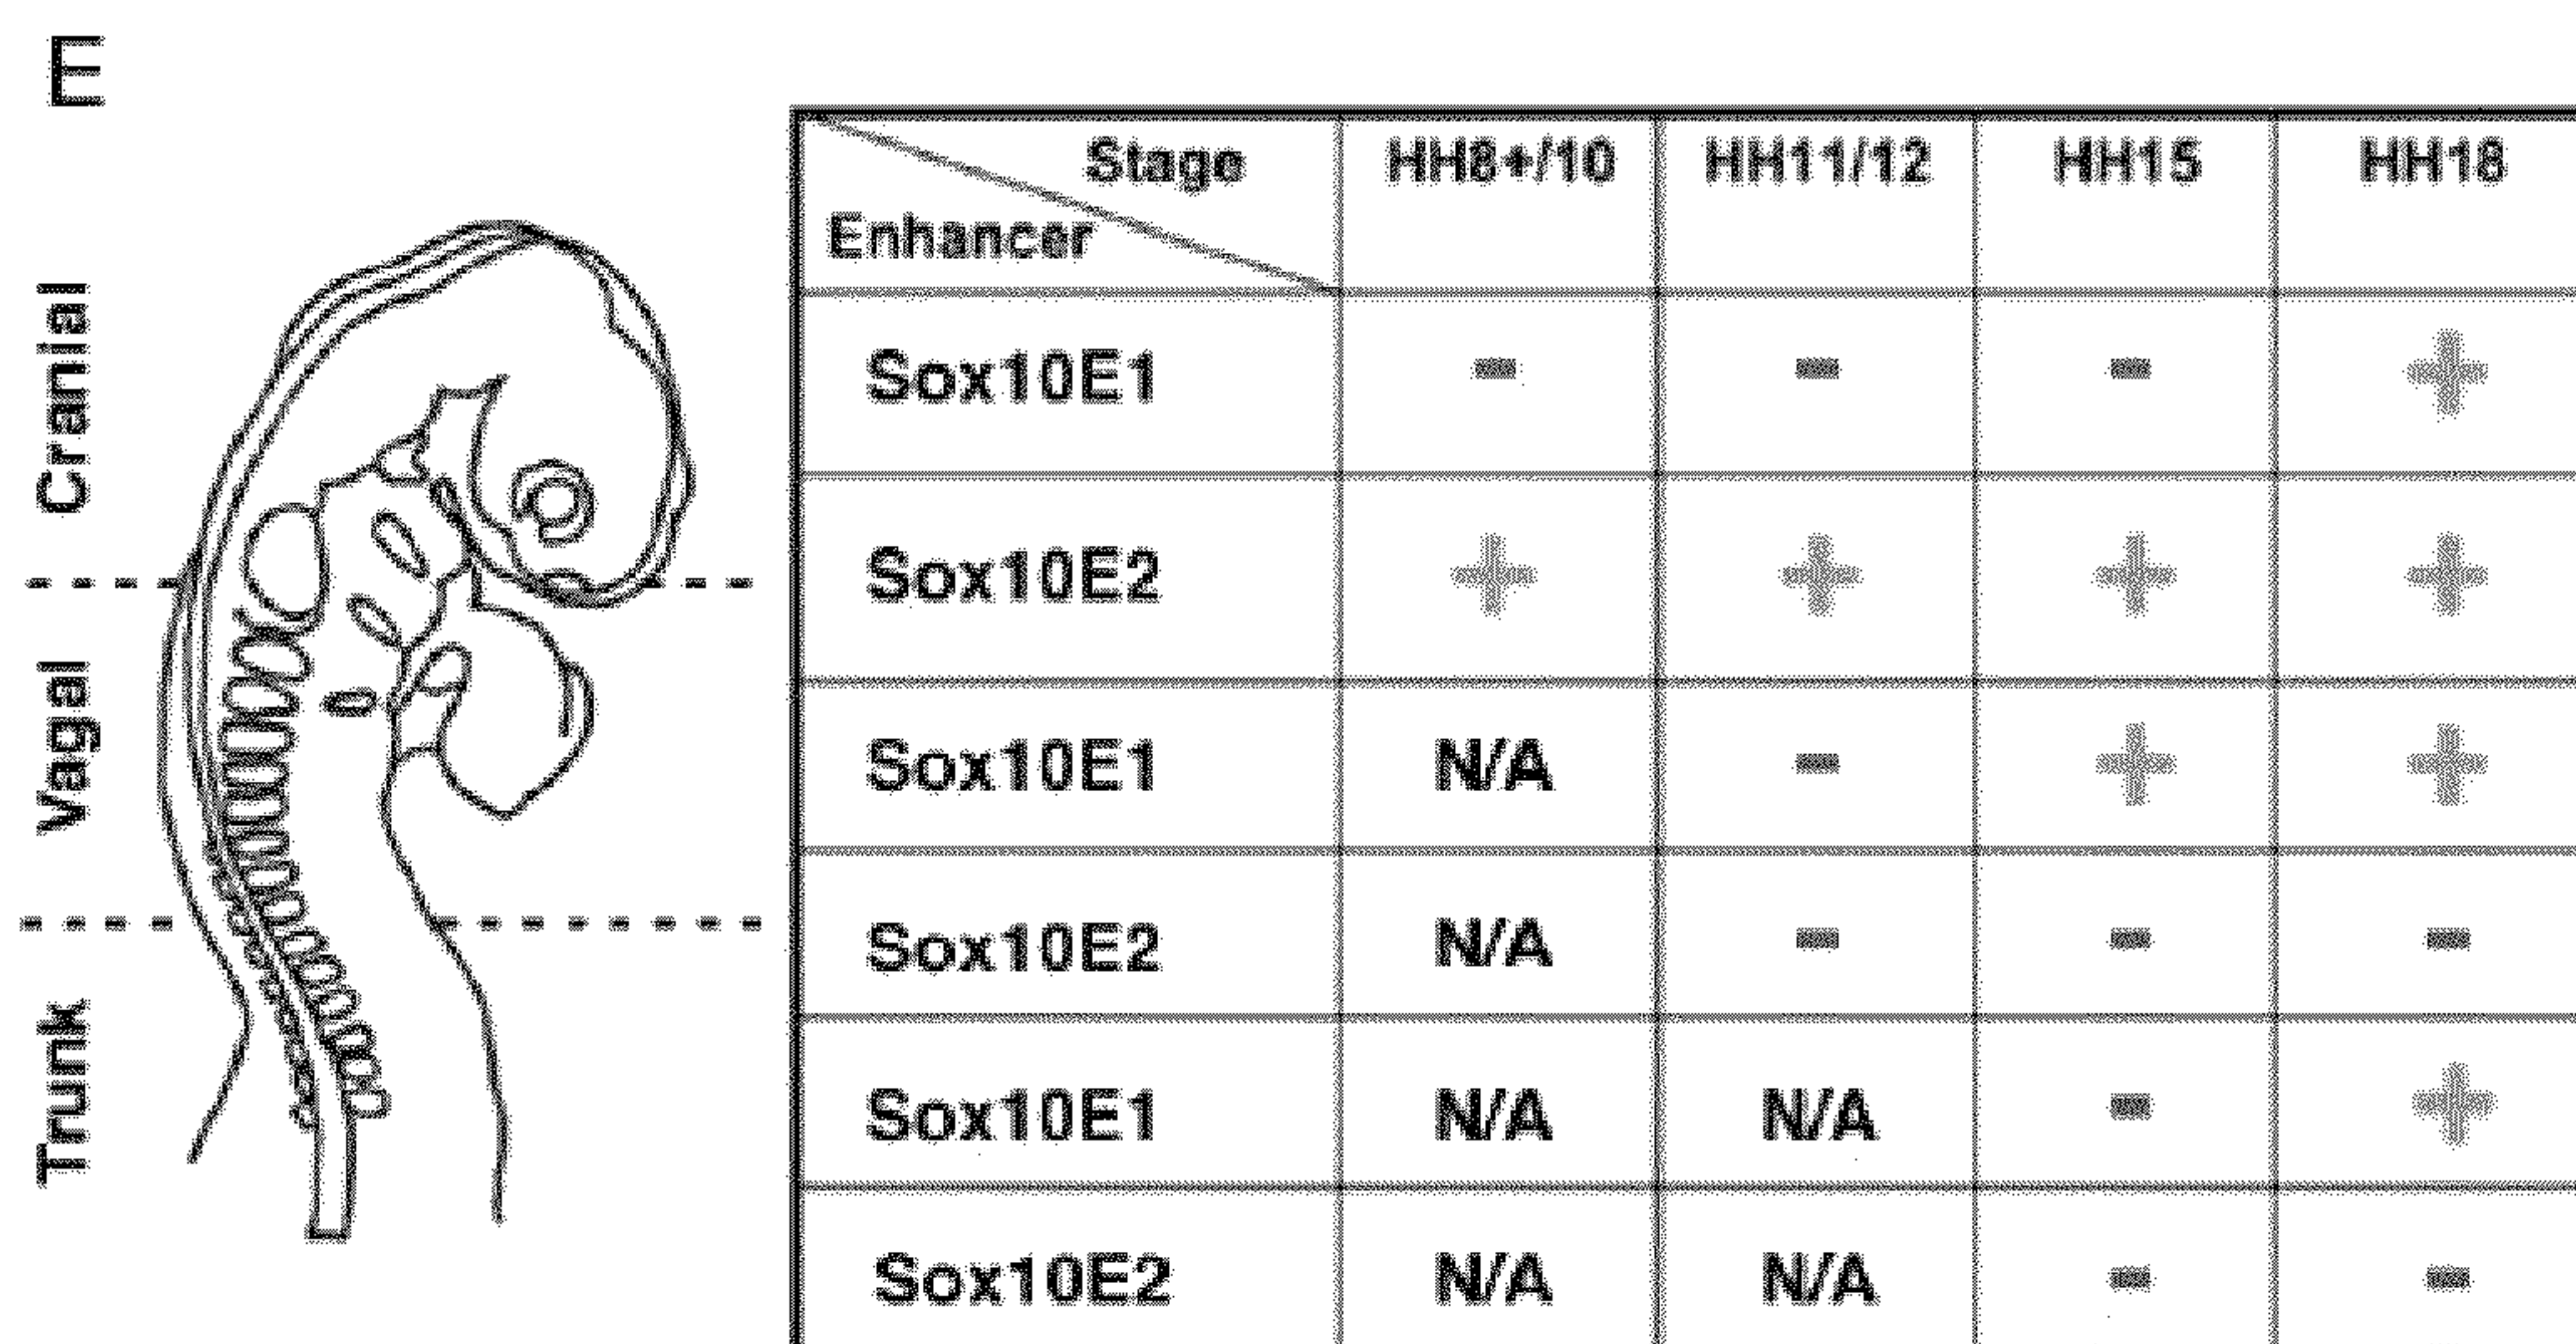 E
Stage HH8+/10 HH11/12 HH15 HH18
Enhancer
Cranial
Sox10E1 - - - +
Sox10E2 + + + +
Vagal
Sox10E1 N/A - + +
Sox10E2 N/A - - -
Trunk
Sox10E1 N/A N/A - +
Sox10E2 N/A N/A - -